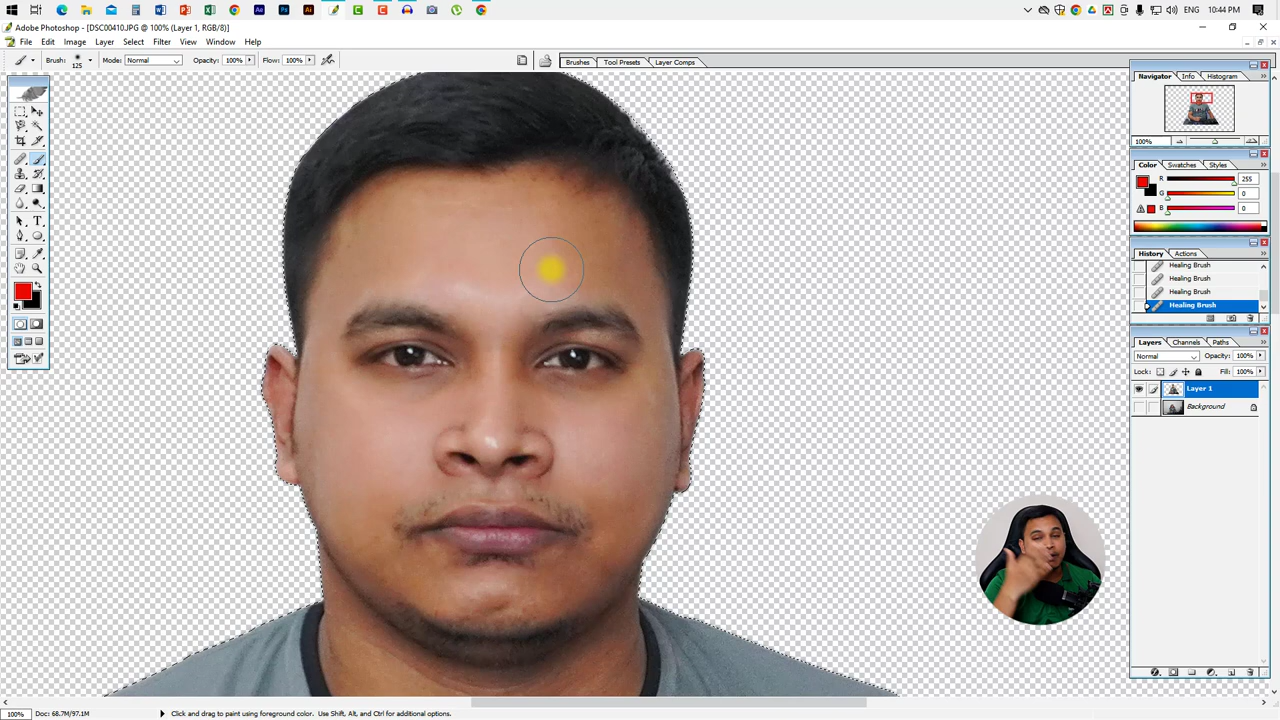 ENG 10:44 PM
Adobe Photoshop - [DSC00410.JPG @ 100% (Layer 1, RGB/8)]
File Edit Image Layer Select Filter View Window Help
Brush: 125 Mode: Normal Opacity: 100% Flow: 100% Brushes Tool Presets Layer Comps
Navigator Info Histogram
100%
Color Swatches Styles
R 255
G 0
B 0
History Actions
Healing Brush
Healing Brush
Healing Brush
Healing Brush
Layers Channels Paths
Normal Opacity: 100%
Lock: Fill: 100%
Layer 1
Background
100% Doc: 68.7M/97.1M Click and drag to paint using foreground color. Use Shift, Alt, and Ctrl for additional options.